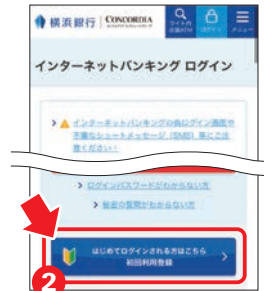 横浜銀行 CONCORDIA
サイト内
店舗ATM
ログイン
メニュー
インターネットバンキング ログイン
インターネットバンキングの偽ログイン画面や
不審なショートメッセージ（SMS）等にご注
意ください！
ログインパスワードがわからない方
秘密の質問がわからない方
はじめてログインされる方はこちら
初回利用登録
2